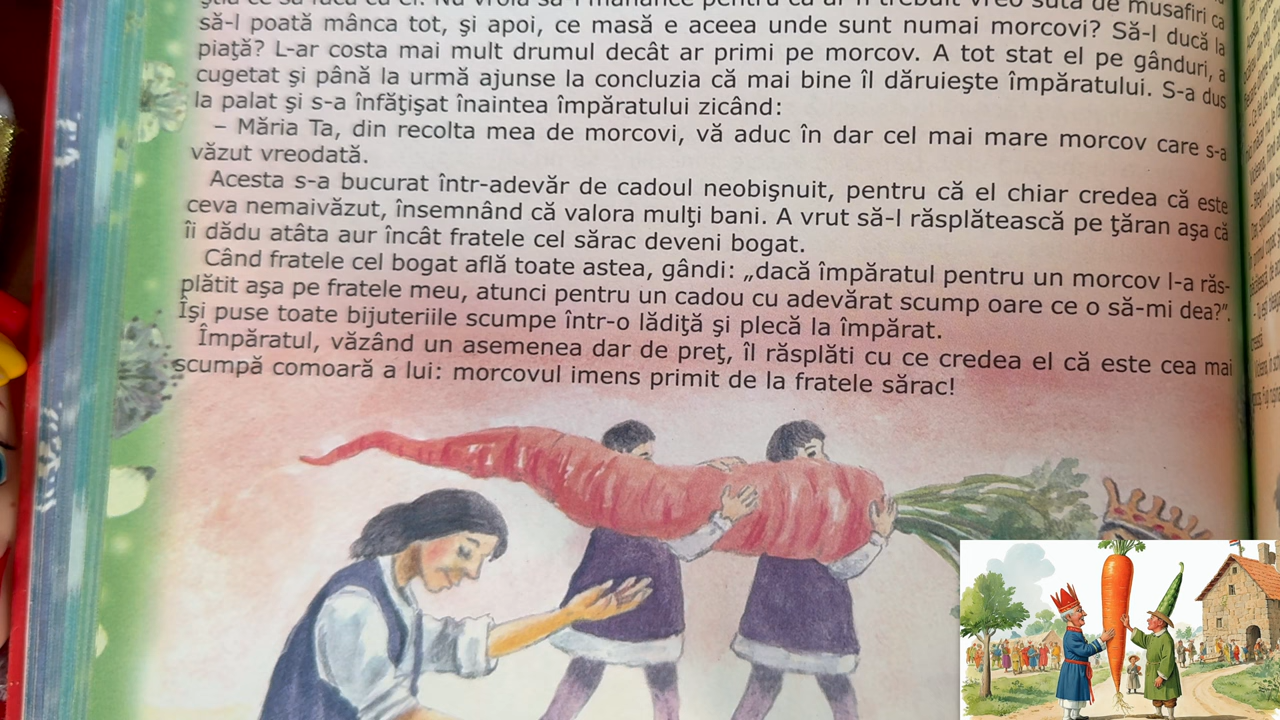 să-l poată mânca tot, şi apoi, ce masă e aceea unde sunt numai morcovi? Să-l ducă la
piaţă? L-ar costa mai mult drumul decât ar primi pe morcov. A tot stat el pe gânduri, a
cugetat şi până la urmă ajunse la concluzia că mai bine îl dăruieşte împăratului. S-a dus
la palat şi s-a înfăţişat înaintea împăratului zicând:
– Măria Ta, din recolta mea de morcovi, vă aduc în dar cel mai mare morcov care s-a
văzut vreodată.
Acesta s-a bucurat într-adevăr de cadoul neobişnuit, pentru că el chiar credea că este
ceva nemaivăzut, însemnând că valora mulţi bani. A vrut să-l răsplătească pe ţăran aşa că
îi dădu atâta aur încât fratele cel sărac deveni bogat.
Când fratele cel bogat află toate astea, gândi: „dacă împăratul pentru un morcov l-a răs-
plătit aşa pe fratele meu, atunci pentru un cadou cu adevărat scump oare ce o să-mi dea?”.
Îşi puse toate bijuteriile scumpe într-o lădiţă şi plecă la împărat.
Împăratul, văzând un asemenea dar de preţ, îl răsplăti cu ce credea el că este cea mai
scumpă comoară a lui: morcovul imens primit de la fratele sărac!